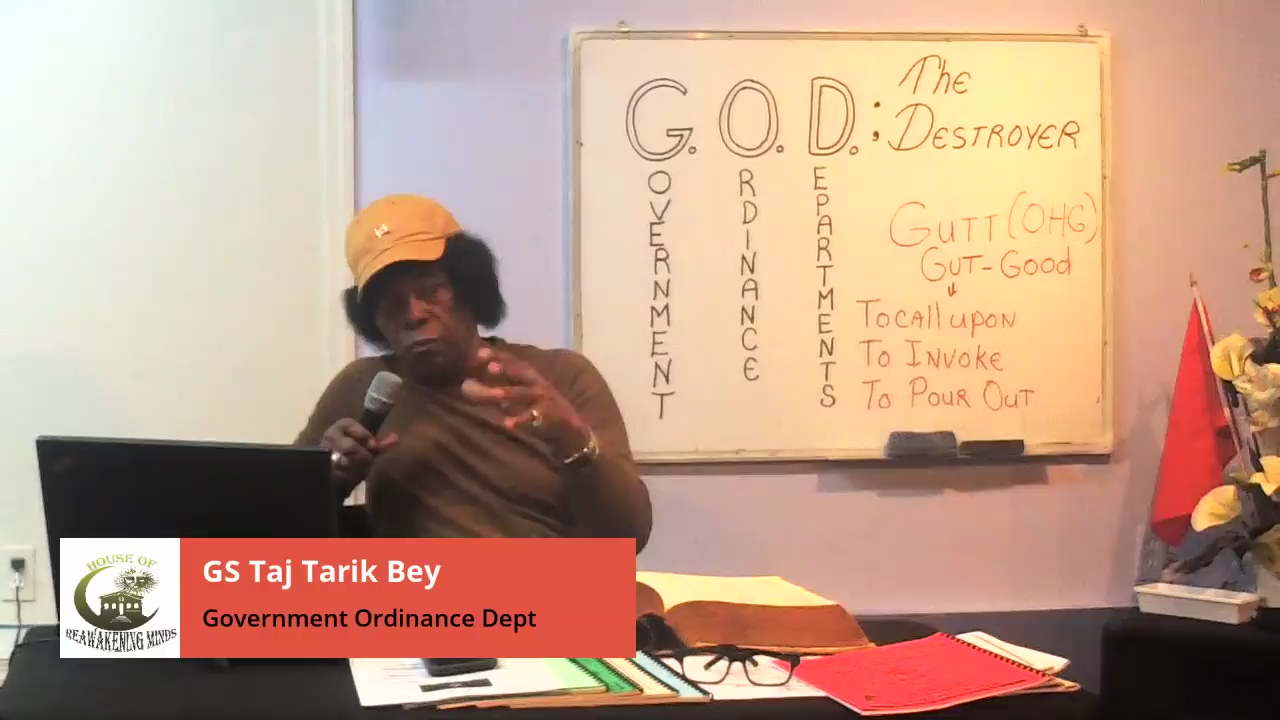 G. O. D. ; The
DESTROYER
GOVERNMENT
ORDINANCE
DEPARTMENTS
GUTT (OHG)
GUT-GOOD
TO CALL UPON
TO INVOKE
TO POUR OUT
HOUSE OF
REAWAKENING MINDS
GS Taj Tarik Bey
Government Ordinance Dept